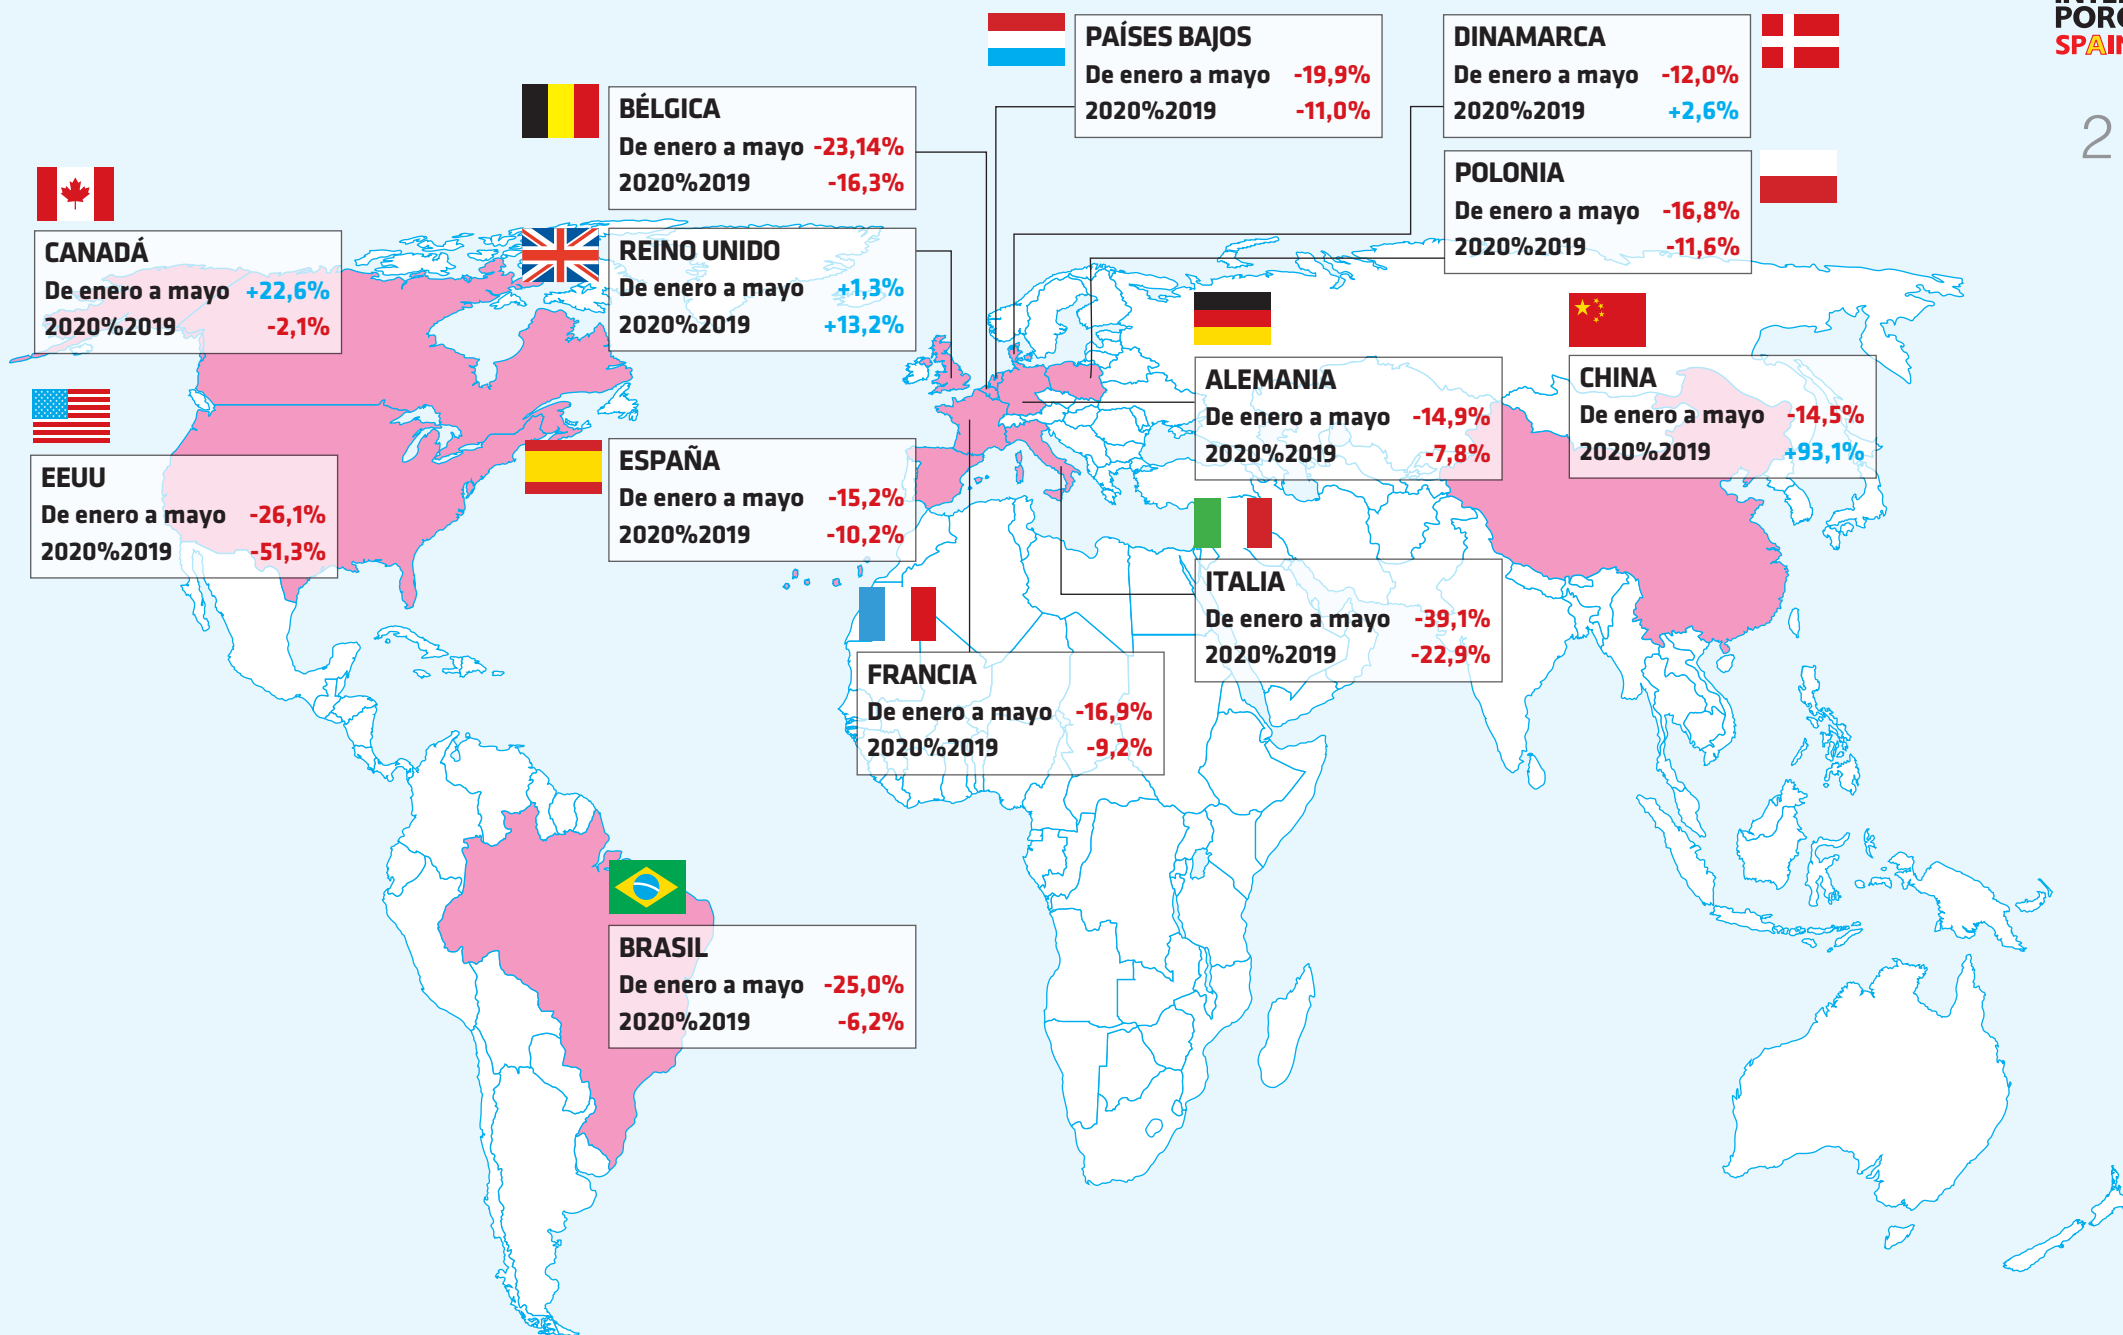 PAÍSES BAJOS
De enero a mayo -19,9%
2020%2019 -11,0%
DINAMARCA
De enero a mayo -12,0%
2020%2019 +2,6%
SPAIN
2
BÉLGICA
De enero a mayo -23,14%
2020%2019 -16,3%
POLONIA
De enero a mayo -16,8%
2020%2019 -11,6%
CANADÁ
De enero a mayo +22,6%
2020%2019 -2,1%
REINO UNIDO
De enero a mayo +1,3%
2020%2019 +13,2%
ALEMANIA
De enero a mayo -14,9%
2020%2019 -7,8%
CHINA
De enero a mayo -14,5%
2020%2019 +93,1%
EEUU
De enero a mayo -26,1%
2020%2019 -51,3%
ESPAÑA
De enero a mayo -15,2%
2020%2019 -10,2%
ITALIA
De enero a mayo -39,1%
2020%2019 -22,9%
FRANCIA
De enero a mayo -16,9%
2020%2019 -9,2%
BRASIL
De enero a mayo -25,0%
2020%2019 -6,2%